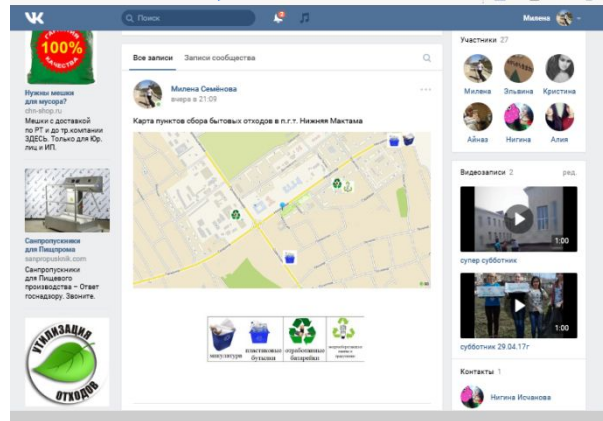 Поиск
2
Милена
ГАРАНТИЯ
100%
КАЧЕСТВА
Нужны мешки
для мусора?
chn-shop.ru
Мешки с доставкой
по РТ и до тр.компании
ЗДЕСЬ. Только для Юр.
лиц и ИП.
Санпропускники
для Пищпрома
sanpropusknik.com
Санпропускники
для Пищевого
производства – Ответ
госнадзору. Звоните.
УТИЛИЗАЦИЯ
ОТХОДОВ
Все записи Записи сообщества
Милена Семёнова
вчера в 21:09
Карта пунктов сбора бытовых отходов в п.г.т. Нижняя Мактама
макулатура
пластиковые
бутылки
отработанные
батарейки
Участники 27
Милена Эльвина Кристина
Айназ Нигина Алия
Видеозаписи 2 ред.
1:00
супер субботник
1:00
субботник 29.04.17г
Контакты 1
Нигина Исчакова